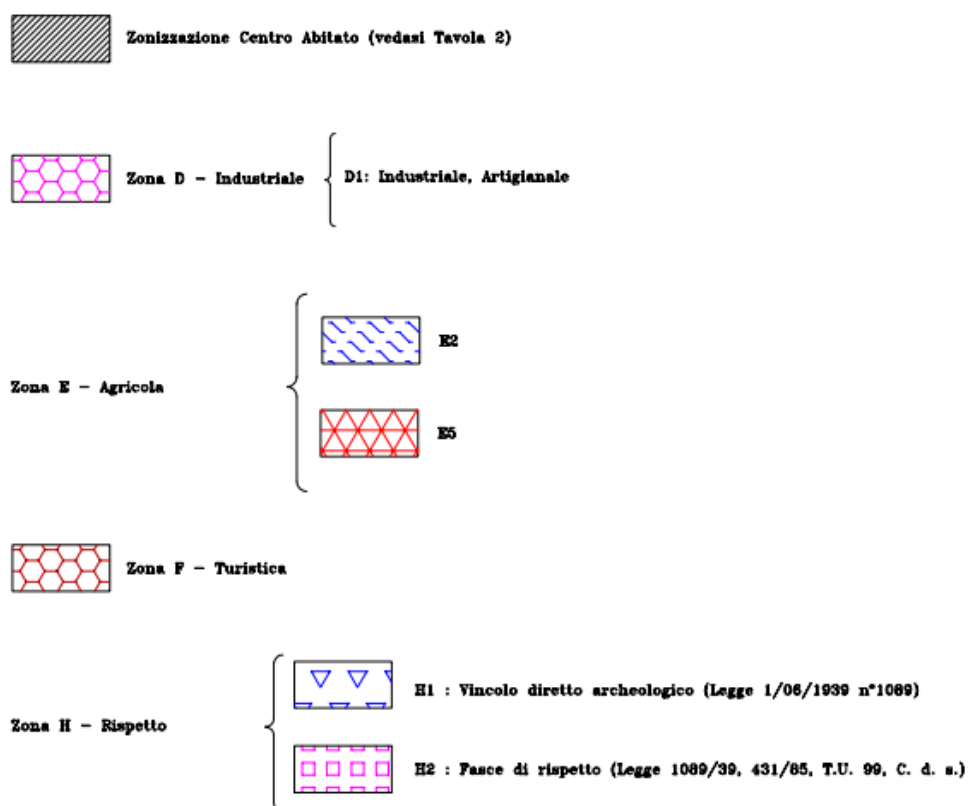 Zonizzazione Centro Abitato (vedasi Tavola 2)
Zona D - Industriale
D1: Industriale, Artigianale
Zona E - Agricola
E2
E5
Zona F - Turistica
Zona H - Rispetto
H1 : Vincolo diretto archeologico (Legge 1/06/1939 n°1089)
H2 : Fasce di rispetto (Legge 1089/39, 431/85, T.U. 99, C. d. s.)